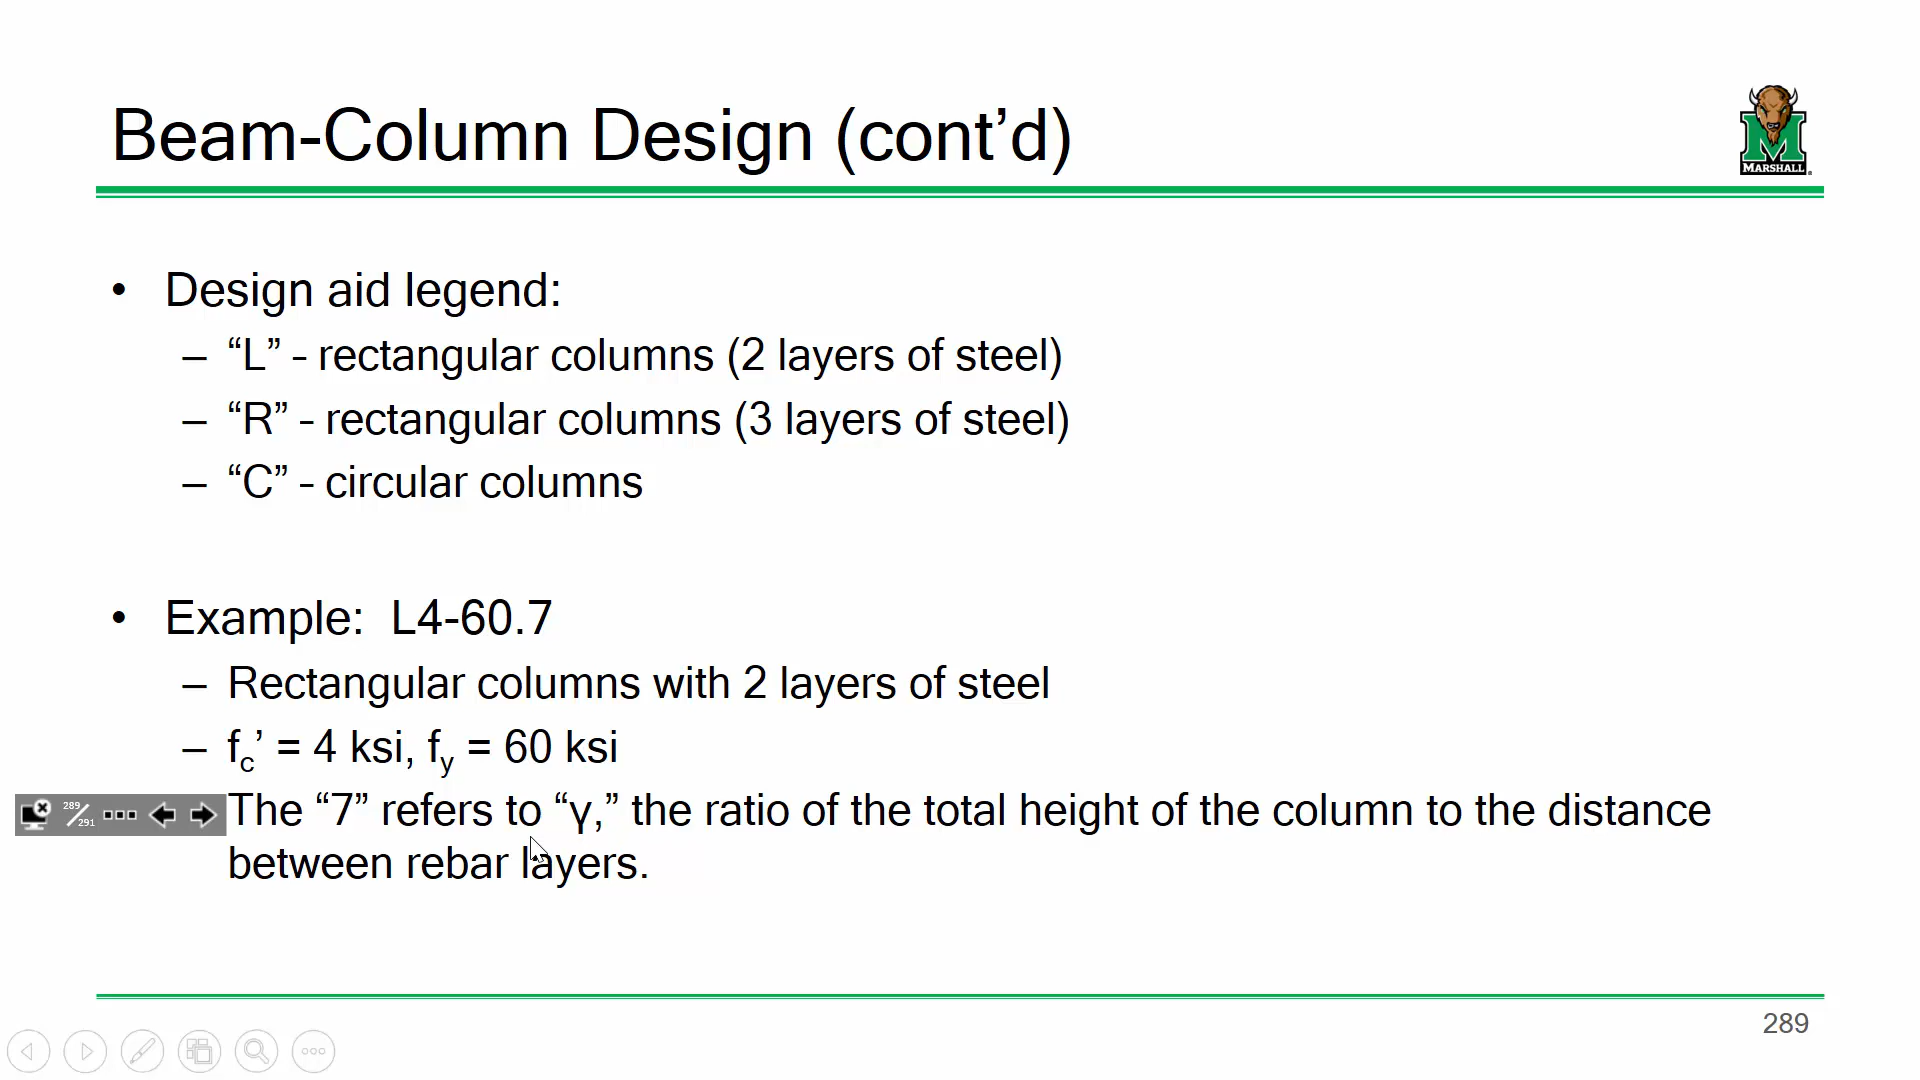 Beam-Column Design (cont’d)
MARSHALL
• Design aid legend:
– “L” - rectangular columns (2 layers of steel)
– “R” - rectangular columns (3 layers of steel)
– “C” - circular columns
• Example: L4-60.7
– Rectangular columns with 2 layers of steel
– fc’ = 4 ksi, fy = 60 ksi
289/291
The “7” refers to “γ,” the ratio of the total height of the column to the distance
between rebar layers.
289